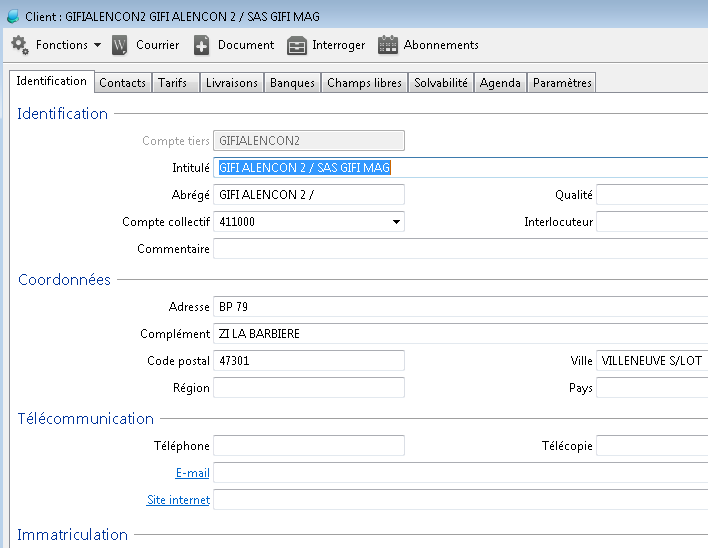 Client : GIFIALENCON2 GIFI ALENCON 2 / SAS GIFI MAG
Fonctions Courrier Document Interroger Abonnements
Identification Contacts Tarifs Livraisons Banques Champs libres Solvabilité Agenda Paramètres
Identification
Compte tiers GIFIALENCON2
Intitulé GIFI ALENCON 2 / SAS GIFI MAG
Abrégé GIFI ALENCON 2 / Qualité
Compte collectif 411000 Interlocuteur
Commentaire
Coordonnées
Adresse BP 79
Complément ZI LA BARBIERE
Code postal 47301 Ville VILLENEUVE S/LOT
Région Pays
Télécommunication
Téléphone Télécopie
E-mail
Site internet
Immatriculation